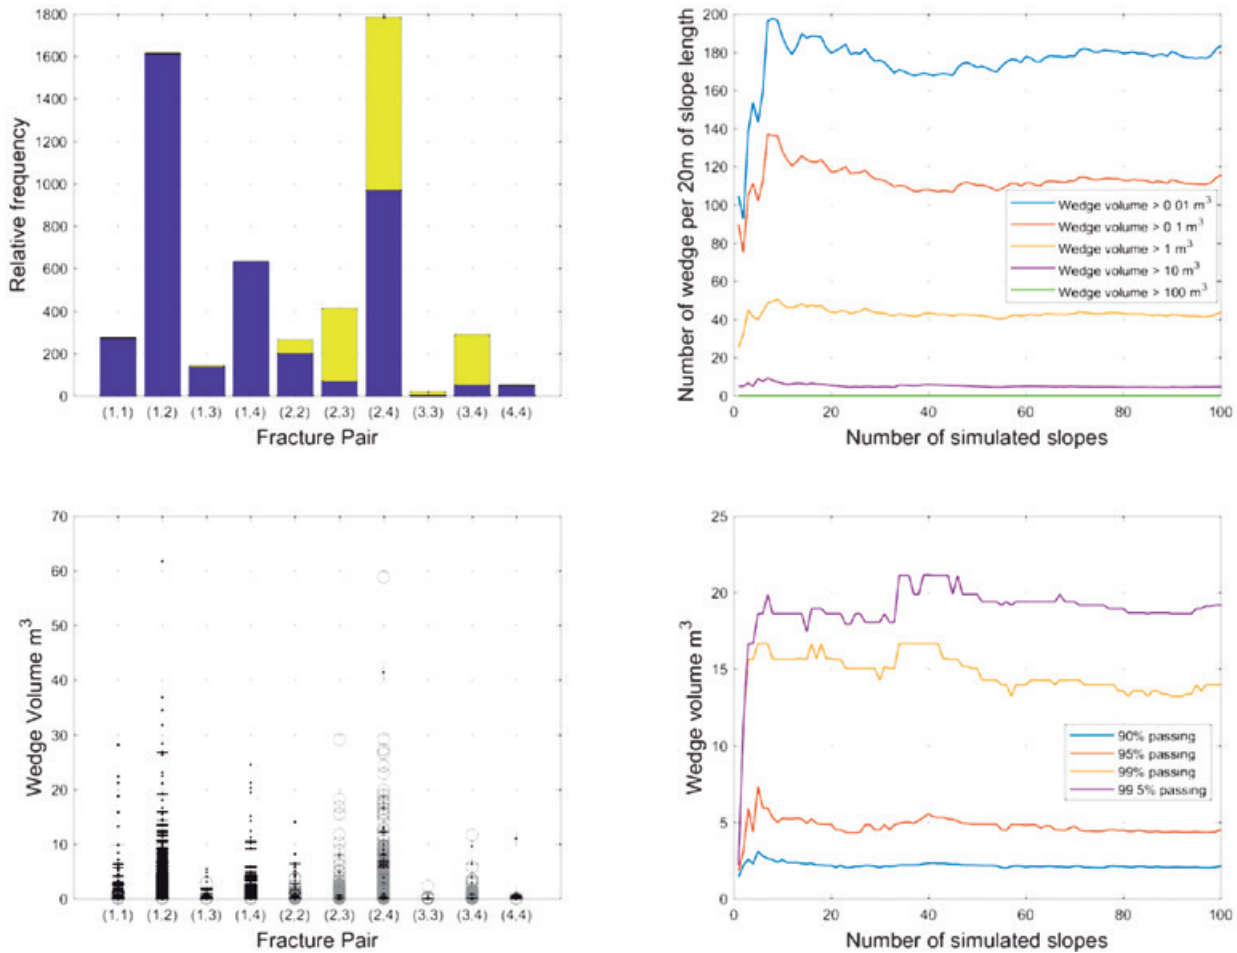 1800
1600
1400
1200
1000
800
600
400
200
0
Relative frequency
(1,1) (1,2) (1,3) (1,4) (2,2) (2,3) (2,4) (3,3) (3,4) (4,4)
Fracture Pair
200
180
160
140
120
100
80
60
40
20
0
Number of wedge per 20m of slope length
Wedge volume > 0 01 m³
Wedge volume > 0 1 m³
Wedge volume > 1 m³
Wedge volume > 10 m³
Wedge volume > 100 m³
0 20 40 60 80 100
Number of simulated slopes
70
60
50
40
30
20
10
0
Wedge Volume m³
(1,1) (1,2) (1,3) (1,4) (2,2) (2,3) (2,4) (3,3) (3,4) (4,4)
Fracture Pair
25
20
15
10
5
0
Wedge volume m³
90% passing
95% passing
99% passing
99 5% passing
0 20 40 60 80 100
Number of simulated slopes